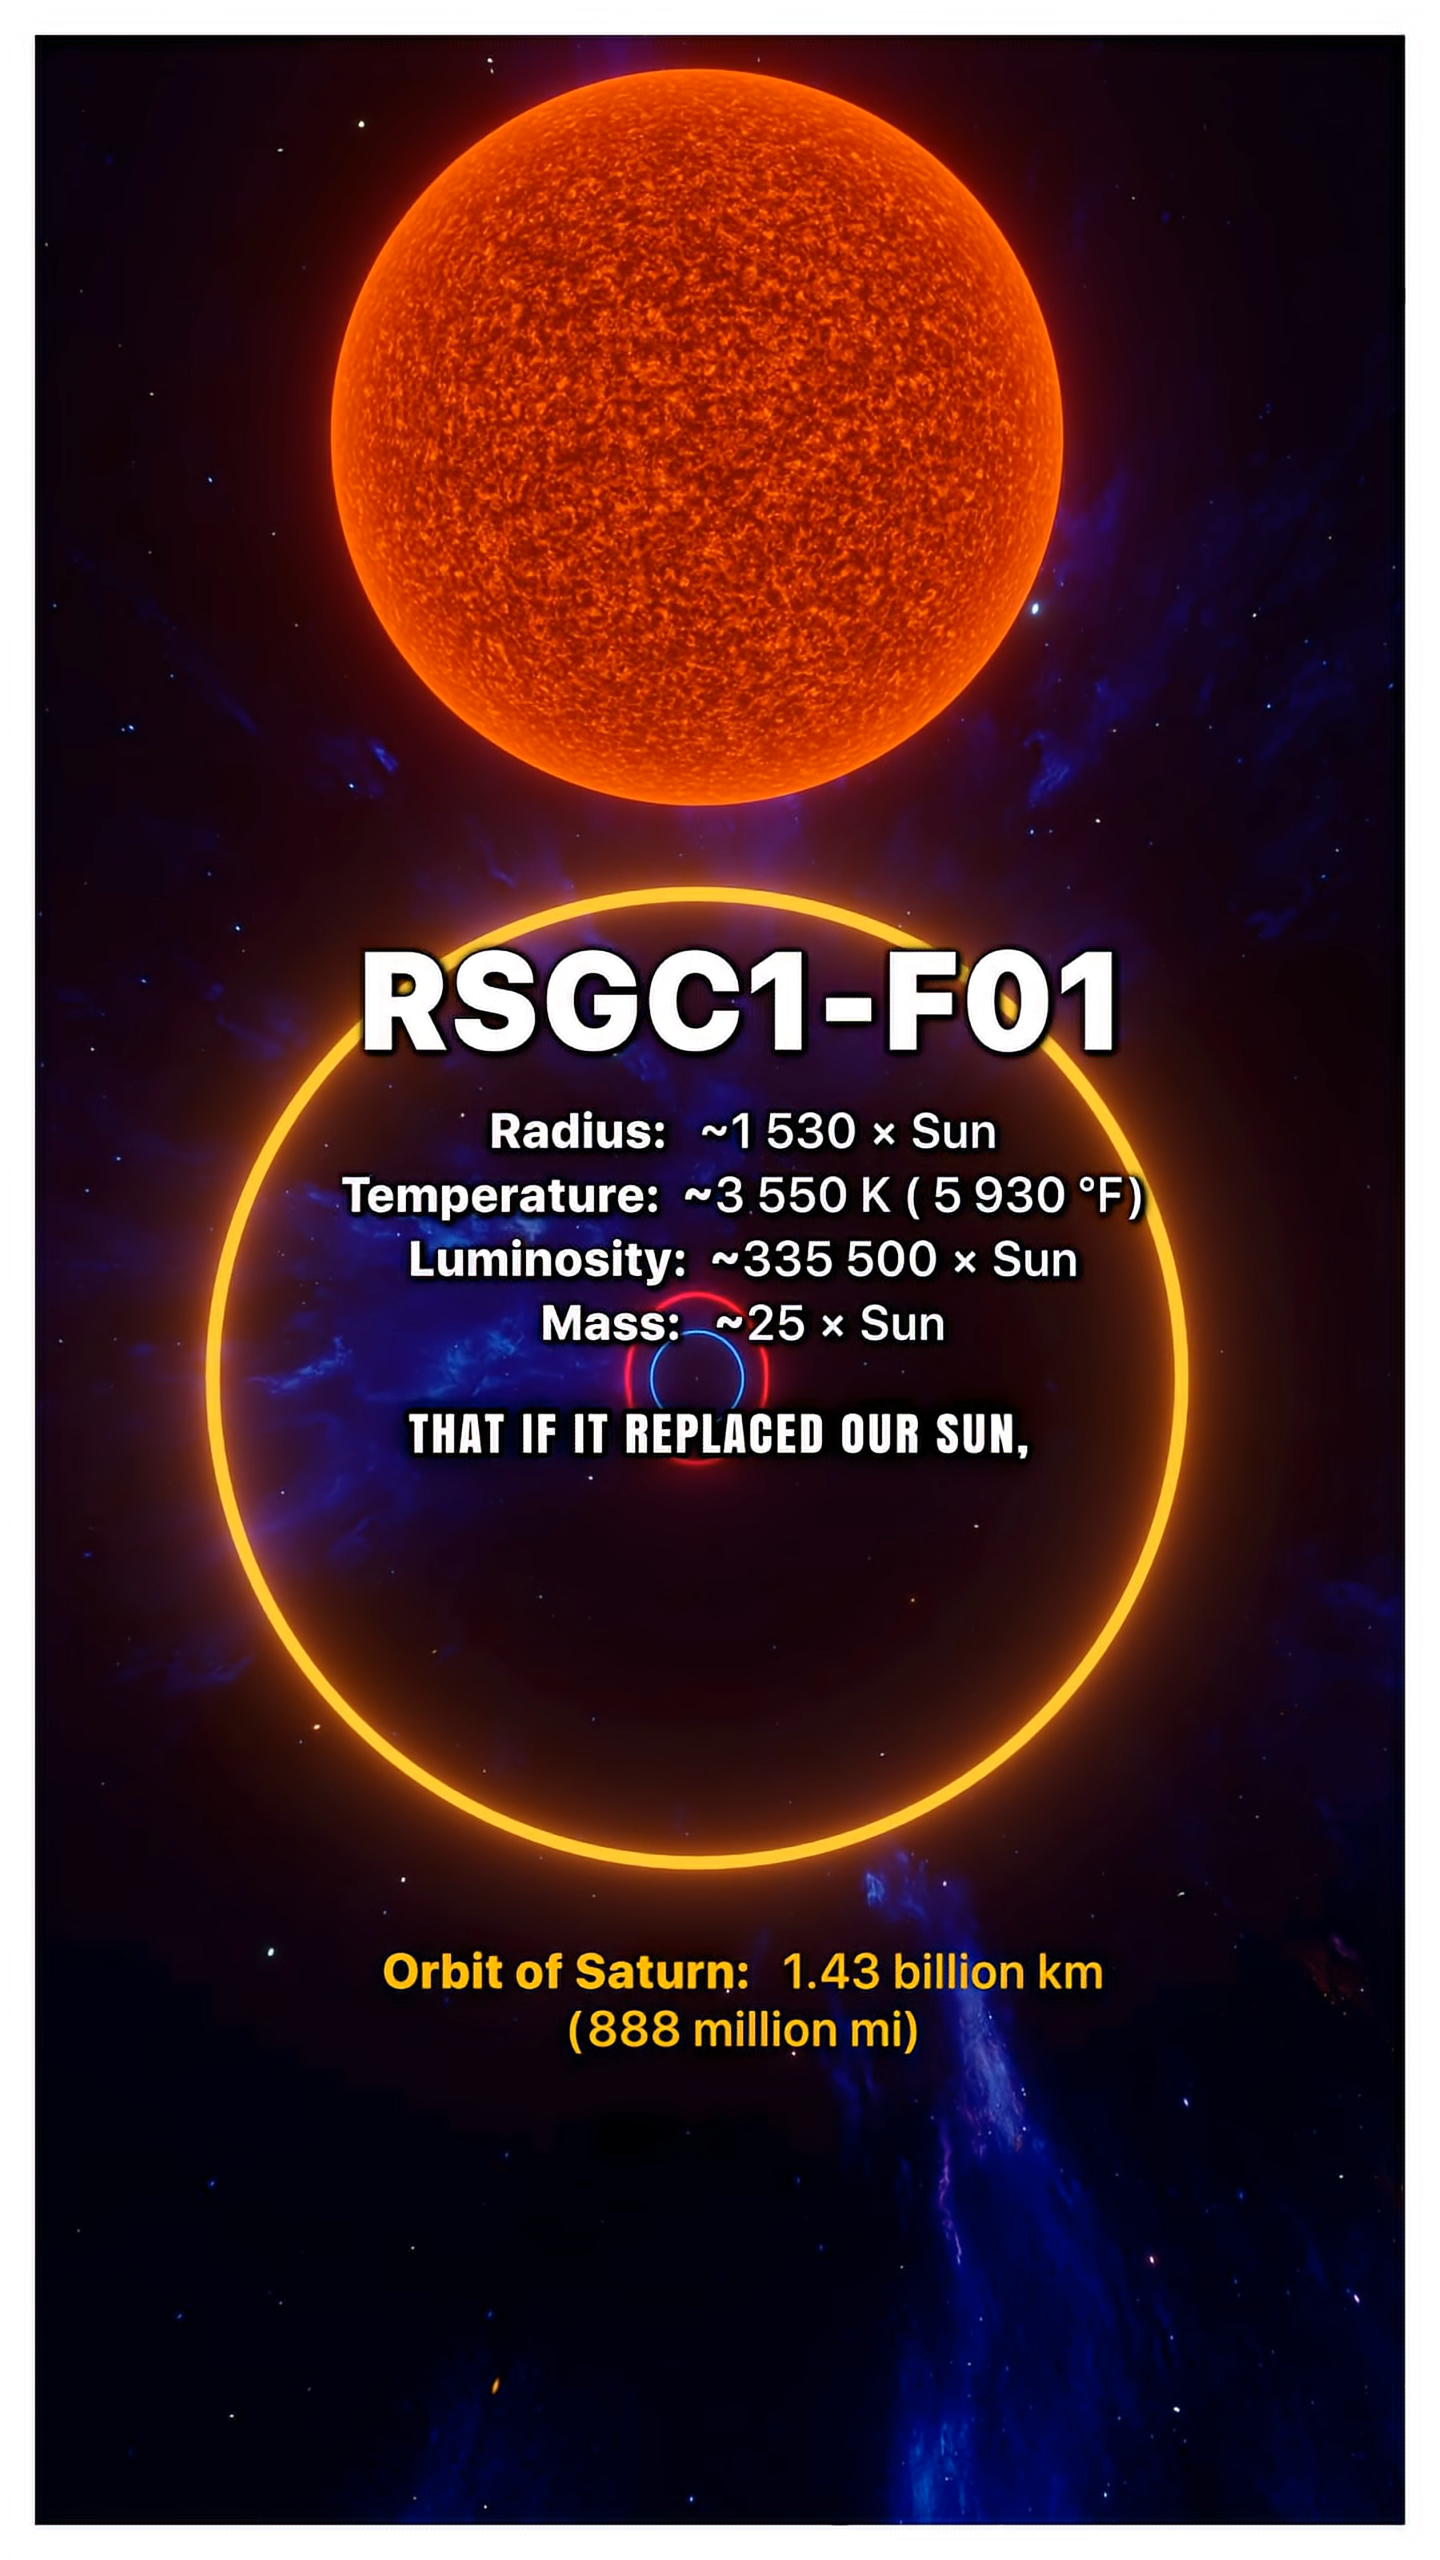 RSGC1-F01
Radius: ~1 530 × Sun
Temperature: ~3 550 K ( 5 930 °F)
Luminosity: ~335 500 × Sun
Mass: ~25 × Sun
THAT IF IT REPLACED OUR SUN,
Orbit of Saturn: 1.43 billion km
(888 million mi)